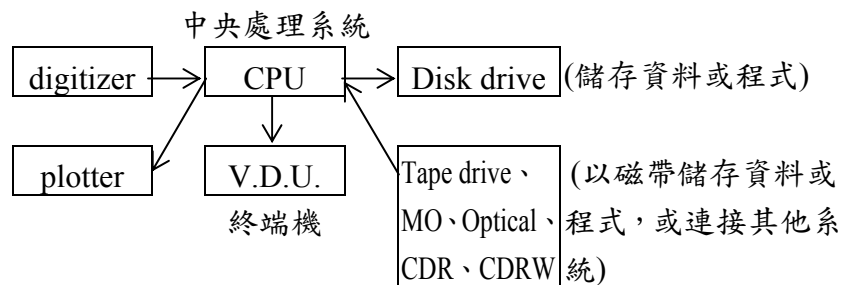 中央處理系統
digitizer CPU Disk drive (儲存資料或程式)
plotter V.D.U. Tape drive、 (以磁帶儲存資料或
終端機 MO、Optical、 程式，或連接其他系
CDR、CDRW 統)